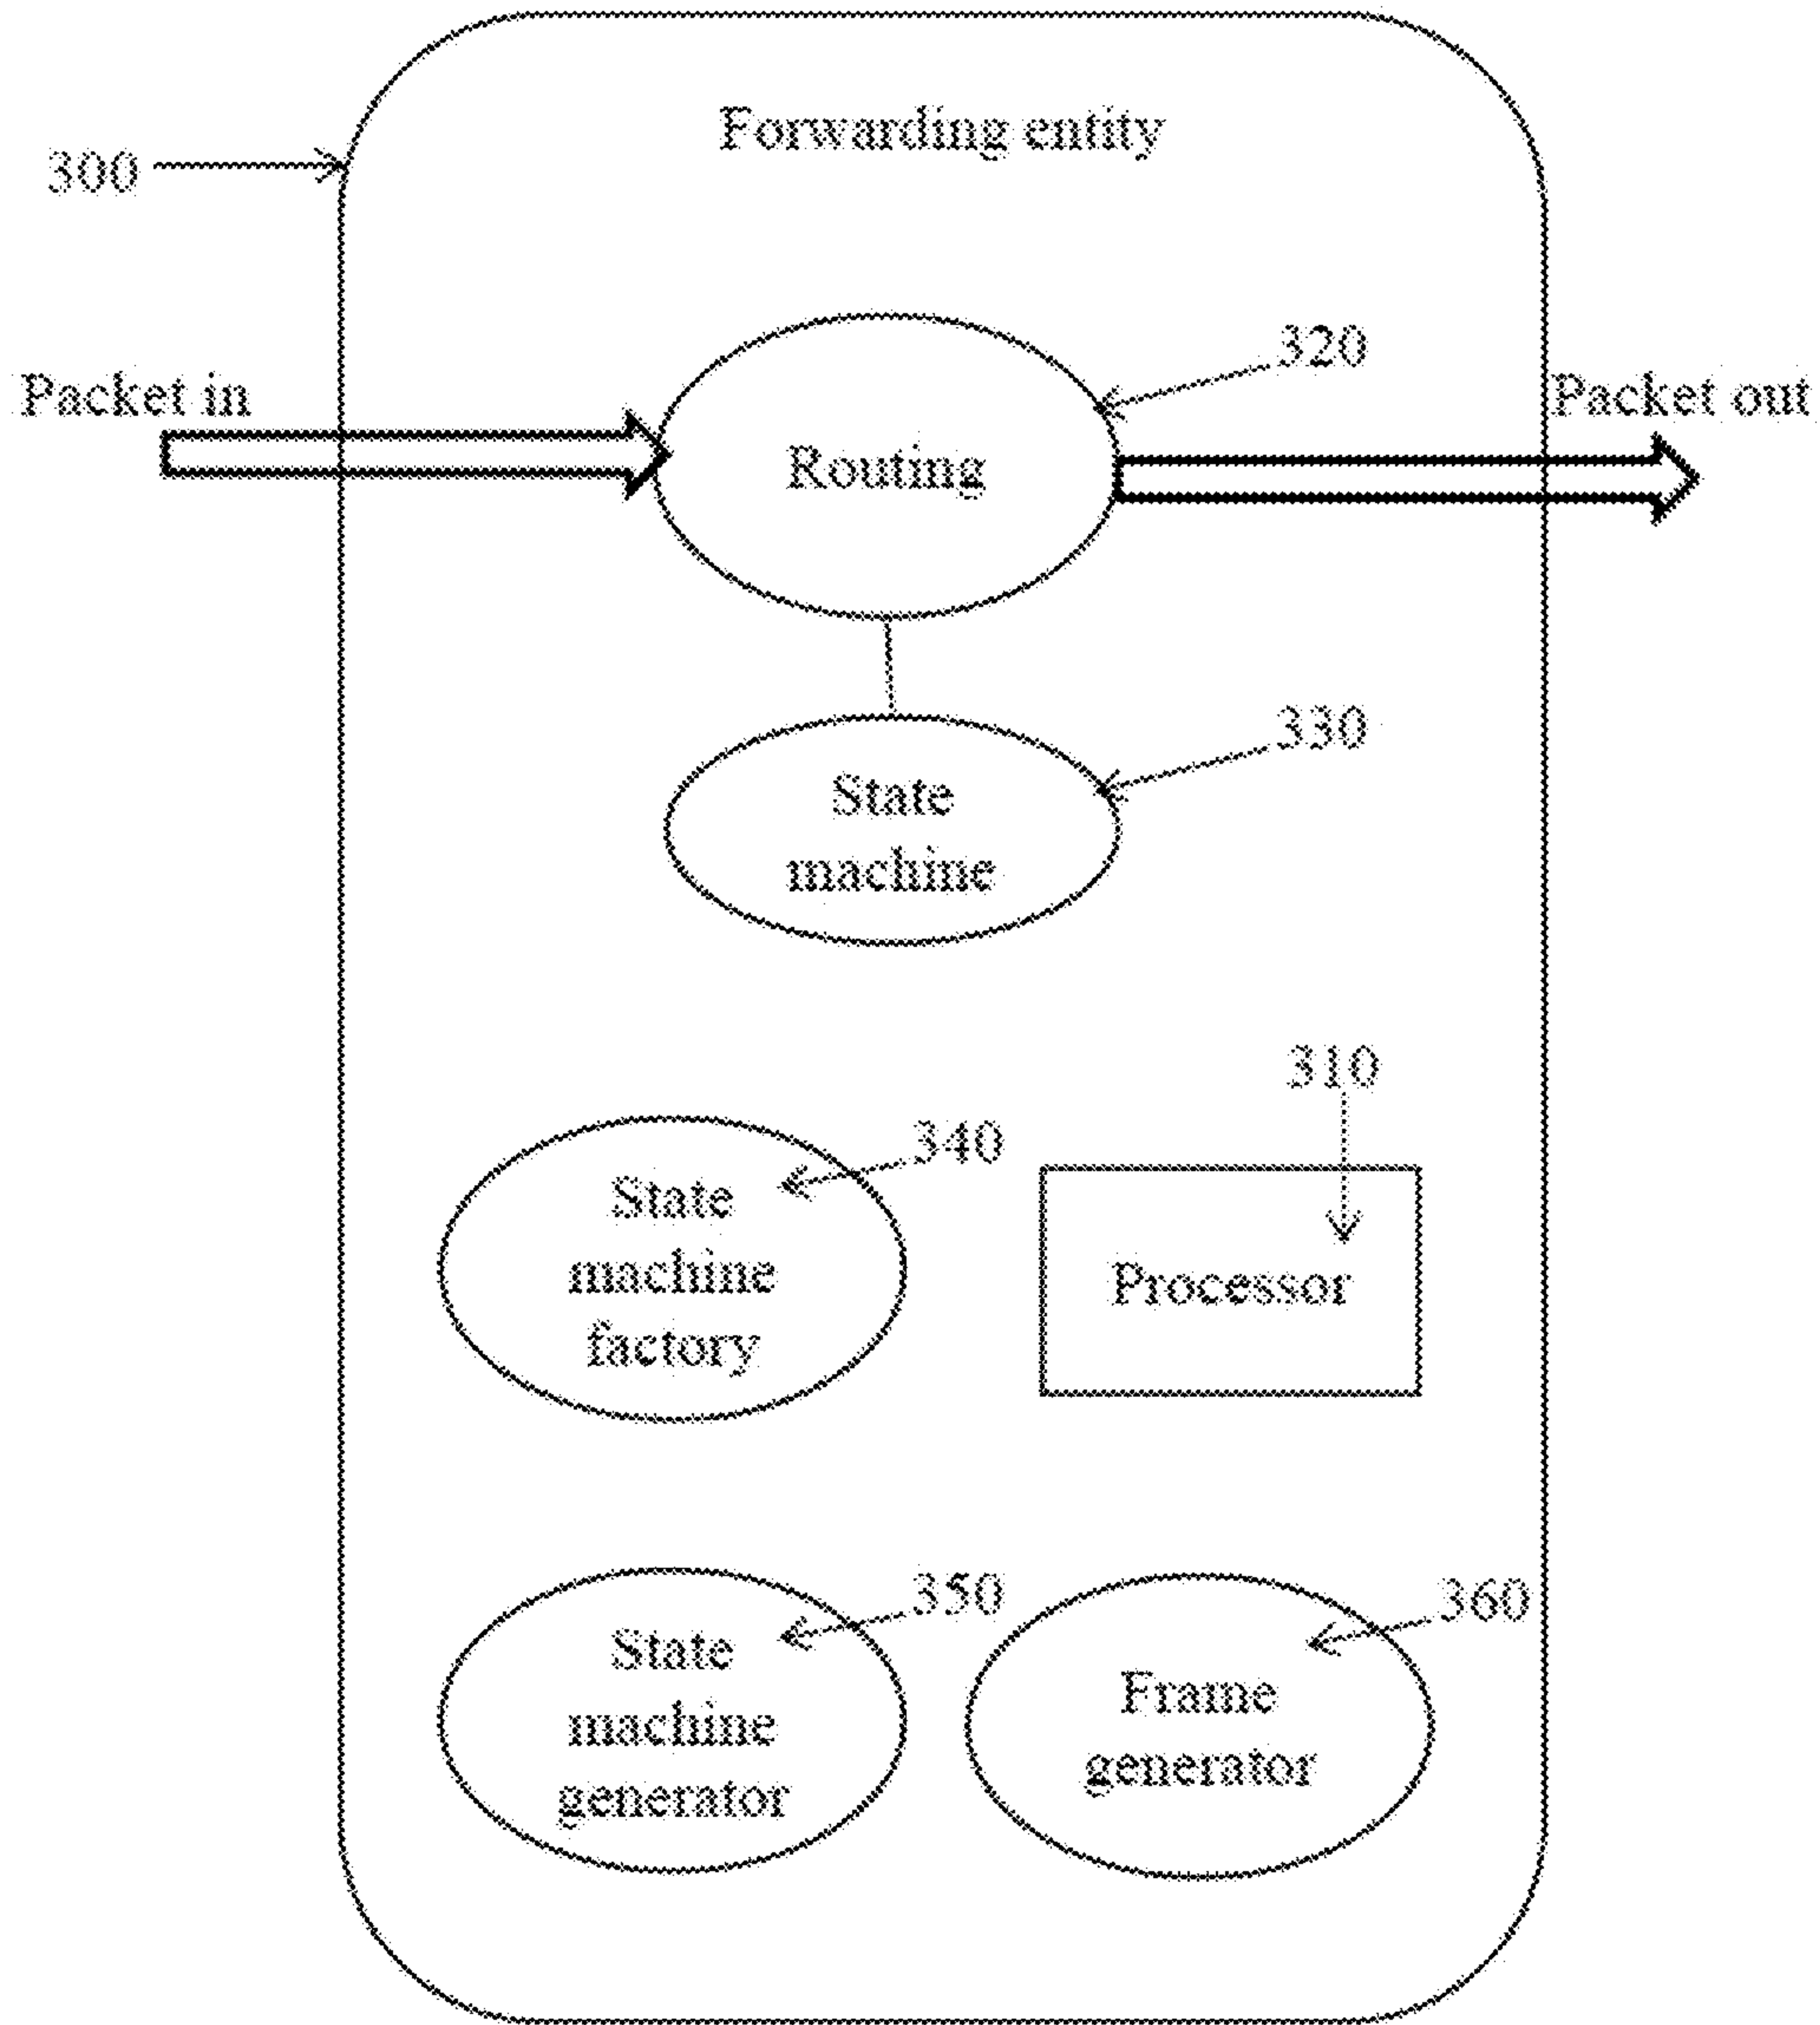 Forwarding entity
300
320
Packet in
Packet out
Routing
330
State
machine
310
340
State
machine
factory
Processor
350
360
State
machine
generator
Frame
generator